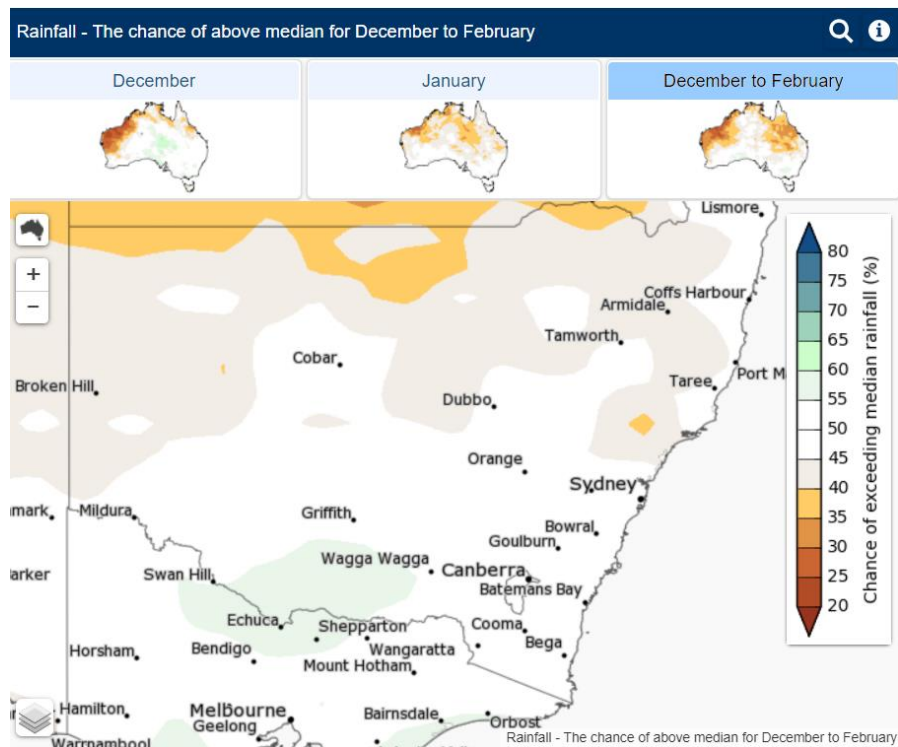 Rainfall - The chance of above median for December to February
December
January
December to February
Lismore
+
−
Coffs Harbour
Armidale
Tamworth
Cobar
Broken Hill
Taree
Port M
Dubbo
Orange
Sydney
mark
Mildura
Griffith
Bowral
Goulburn
Wagga Wagga
Canberra
arker
Swan Hill
Batemans Bay
Echuca
Shepparton
Cooma
Bega
Horsham
Bendigo
Wangaratta
Mount Hotham
Hamilton
Melbourne
Geelong
Bairnsdale
Orbost
Warrnambool
80
75
70
65
60
55
50
45
40
35
30
25
20
Chance of exceeding median rainfall (%)
Rainfall - The chance of above median for December to February